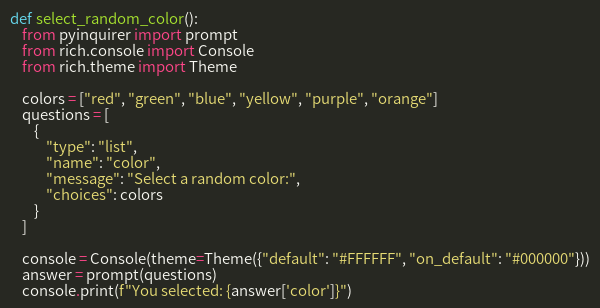 def select_random_color():
    from pyinquirer import prompt
    from rich.console import Console
    from rich.theme import Theme

    colors = ["red", "green", "blue", "yellow", "purple", "orange"]
    questions = [
        {
            "type": "list",
            "name": "color",
            "message": "Select a random color:",
            "choices": colors
        }
    ]

    console = Console(theme=Theme({"default": "#FFFFFF", "on_default": "#000000"}))
    answer = prompt(questions)
    console.print(f"You selected: {answer['color']}")